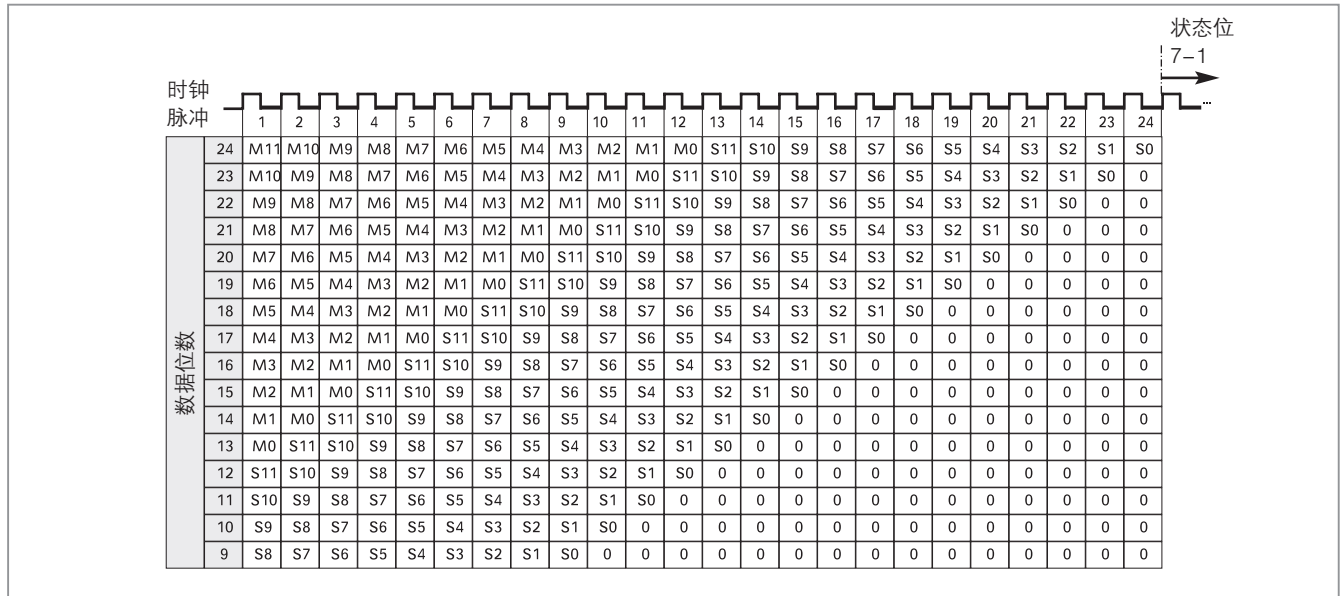 状态位
7–1
时钟
脉冲
...
1 2 3 4 5 6 7 8 9 10 11 12 13 14 15 16 17 18 19 20 21 22 23 24
数据位数
24 M11 M10 M9 M8 M7 M6 M5 M4 M3 M2 M1 M0 S11 S10 S9 S8 S7 S6 S5 S4 S3 S2 S1 S0
23 M10 M9 M8 M7 M6 M5 M4 M3 M2 M1 M0 S11 S10 S9 S8 S7 S6 S5 S4 S3 S2 S1 S0 0
22 M9 M8 M7 M6 M5 M4 M3 M2 M1 M0 S11 S10 S9 S8 S7 S6 S5 S4 S3 S2 S1 S0 0 0
21 M8 M7 M6 M5 M4 M3 M2 M1 M0 S11 S10 S9 S8 S7 S6 S5 S4 S3 S2 S1 S0 0 0 0
20 M7 M6 M5 M4 M3 M2 M1 M0 S11 S10 S9 S8 S7 S6 S5 S4 S3 S2 S1 S0 0 0 0 0
19 M6 M5 M4 M3 M2 M1 M0 S11 S10 S9 S8 S7 S6 S5 S4 S3 S2 S1 S0 0 0 0 0 0
18 M5 M4 M3 M2 M1 M0 S11 S10 S9 S8 S7 S6 S5 S4 S3 S2 S1 S0 0 0 0 0 0 0
17 M4 M3 M2 M1 M0 S11 S10 S9 S8 S7 S6 S5 S4 S3 S2 S1 S0 0 0 0 0 0 0 0
16 M3 M2 M1 M0 S11 S10 S9 S8 S7 S6 S5 S4 S3 S2 S1 S0 0 0 0 0 0 0 0 0
15 M2 M1 M0 S11 S10 S9 S8 S7 S6 S5 S4 S3 S2 S1 S0 0 0 0 0 0 0 0 0 0
14 M1 M0 S11 S10 S9 S8 S7 S6 S5 S4 S3 S2 S1 S0 0 0 0 0 0 0 0 0 0 0
13 M0 S11 S10 S9 S8 S7 S6 S5 S4 S3 S2 S1 S0 0 0 0 0 0 0 0 0 0 0 0
12 S11 S10 S9 S8 S7 S6 S5 S4 S3 S2 S1 S0 0 0 0 0 0 0 0 0 0 0 0 0
11 S10 S9 S8 S7 S6 S5 S4 S3 S2 S1 S0 0 0 0 0 0 0 0 0 0 0 0 0 0
10 S9 S8 S7 S6 S5 S4 S3 S2 S1 S0 0 0 0 0 0 0 0 0 0 0 0 0 0 0
9 S8 S7 S6 S5 S4 S3 S2 S1 S0 0 0 0 0 0 0 0 0 0 0 0 0 0 0 0